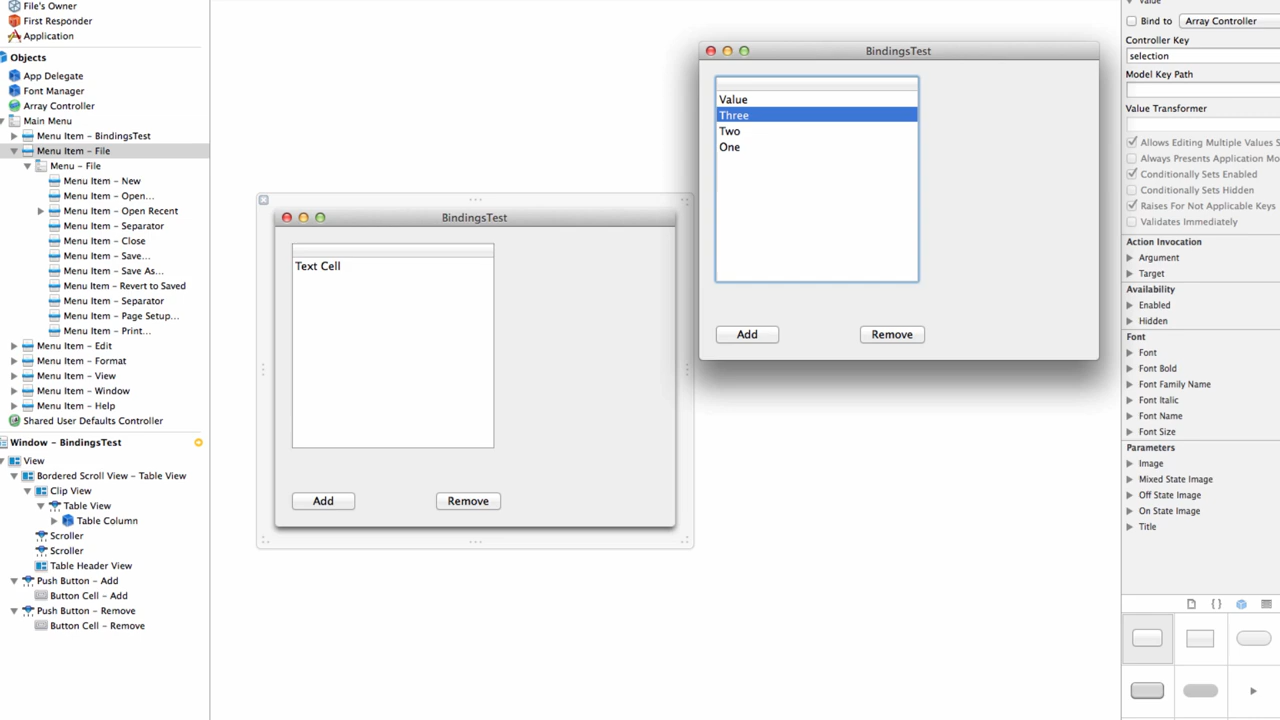 File's Owner
First Responder
Application
Objects
App Delegate
Font Manager
Array Controller
Main Menu
Menu Item – BindingsTest
Menu Item – File
Menu – File
Menu Item – New
Menu Item – Open...
Menu Item – Open Recent
Menu Item – Separator
Menu Item – Close
Menu Item – Save...
Menu Item – Save As...
Menu Item – Revert to Saved
Menu Item – Separator
Menu Item – Page Setup...
Menu Item – Print...
Menu Item – Edit
Menu Item – Format
Menu Item – View
Menu Item – Window
Menu Item – Help
Shared User Defaults Controller
Window – BindingsTest
View
Bordered Scroll View – Table View
Clip View
Table View
Table Column
Scroller
Scroller
Table Header View
Push Button – Add
Button Cell – Add
Push Button – Remove
Button Cell – Remove
BindingsTest
Text Cell
Add
Remove
BindingsTest
Value
Three
Two
One
Add
Remove
Value
Bind to
Array Controller
Controller Key
selection
Model Key Path
Value Transformer
Allows Editing Multiple Values S
Always Presents Application Mo
Conditionally Sets Enabled
Conditionally Sets Hidden
Raises For Not Applicable Keys
Validates Immediately
Action Invocation
Argument
Target
Availability
Enabled
Hidden
Font
Font
Font Bold
Font Family Name
Font Italic
Font Name
Font Size
Parameters
Image
Mixed State Image
Off State Image
On State Image
Title